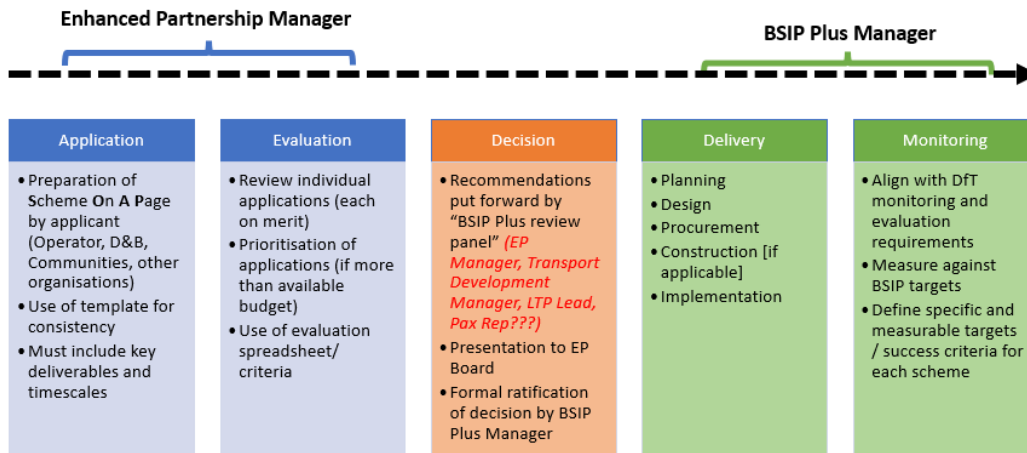 Enhanced Partnership Manager
BSIP Plus Manager
Application
• Preparation of
Scheme On A Page
by applicant
(Operator, D&B,
Communities, other
organisations)
• Use of template for
consistency
• Must include key
deliverables and
timescales
Evaluation
• Review individual
applications (each
on merit)
• Prioritisation of
applications (if more
than available
budget)
• Use of evaluation
spreadsheet/
criteria
Decision
• Recommendations
put forward by
“BSIP Plus review
panel” (EP
Manager, Transport
Development
Manager, LTP Lead,
Pax Rep???)
• Presentation to EP
Board
• Formal ratification
of decision by BSIP
Plus Manager
Delivery
• Planning
• Design
• Procurement
• Construction [if
applicable]
• Implementation
Monitoring
• Align with DfT
monitoring and
evaluation
requirements
• Measure against
BSIP targets
• Define specific and
measurable targets
/ success criteria for
each scheme